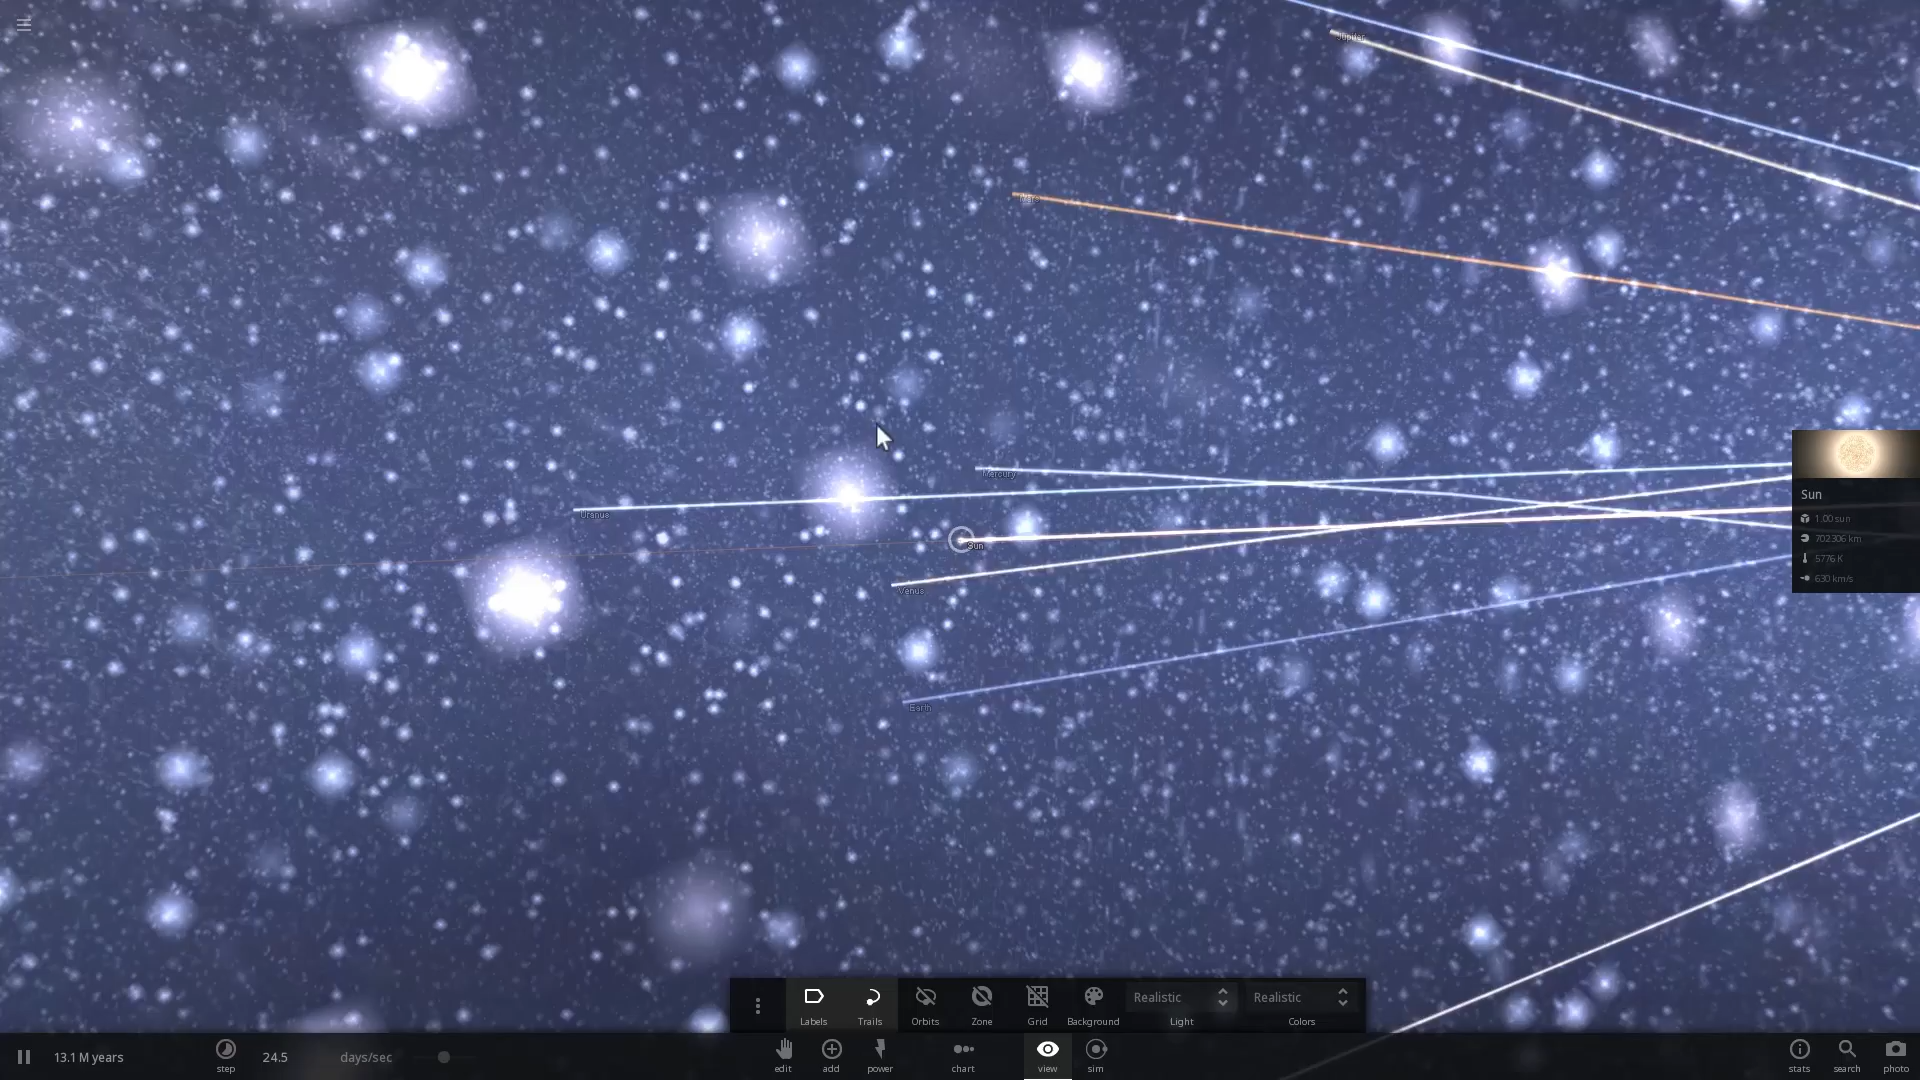 Jupiter
Mars
Mercury
Uranus
Sun
Venus
Earth
Sun
1.00 sun
702306 km
5776 K
630 km/s
Realistic
Realistic
Labels Trails Orbits Zone Grid Background Light Colors
13.1 M years
step
24.5 days/sec
edit add power chart view sim
stats search photo